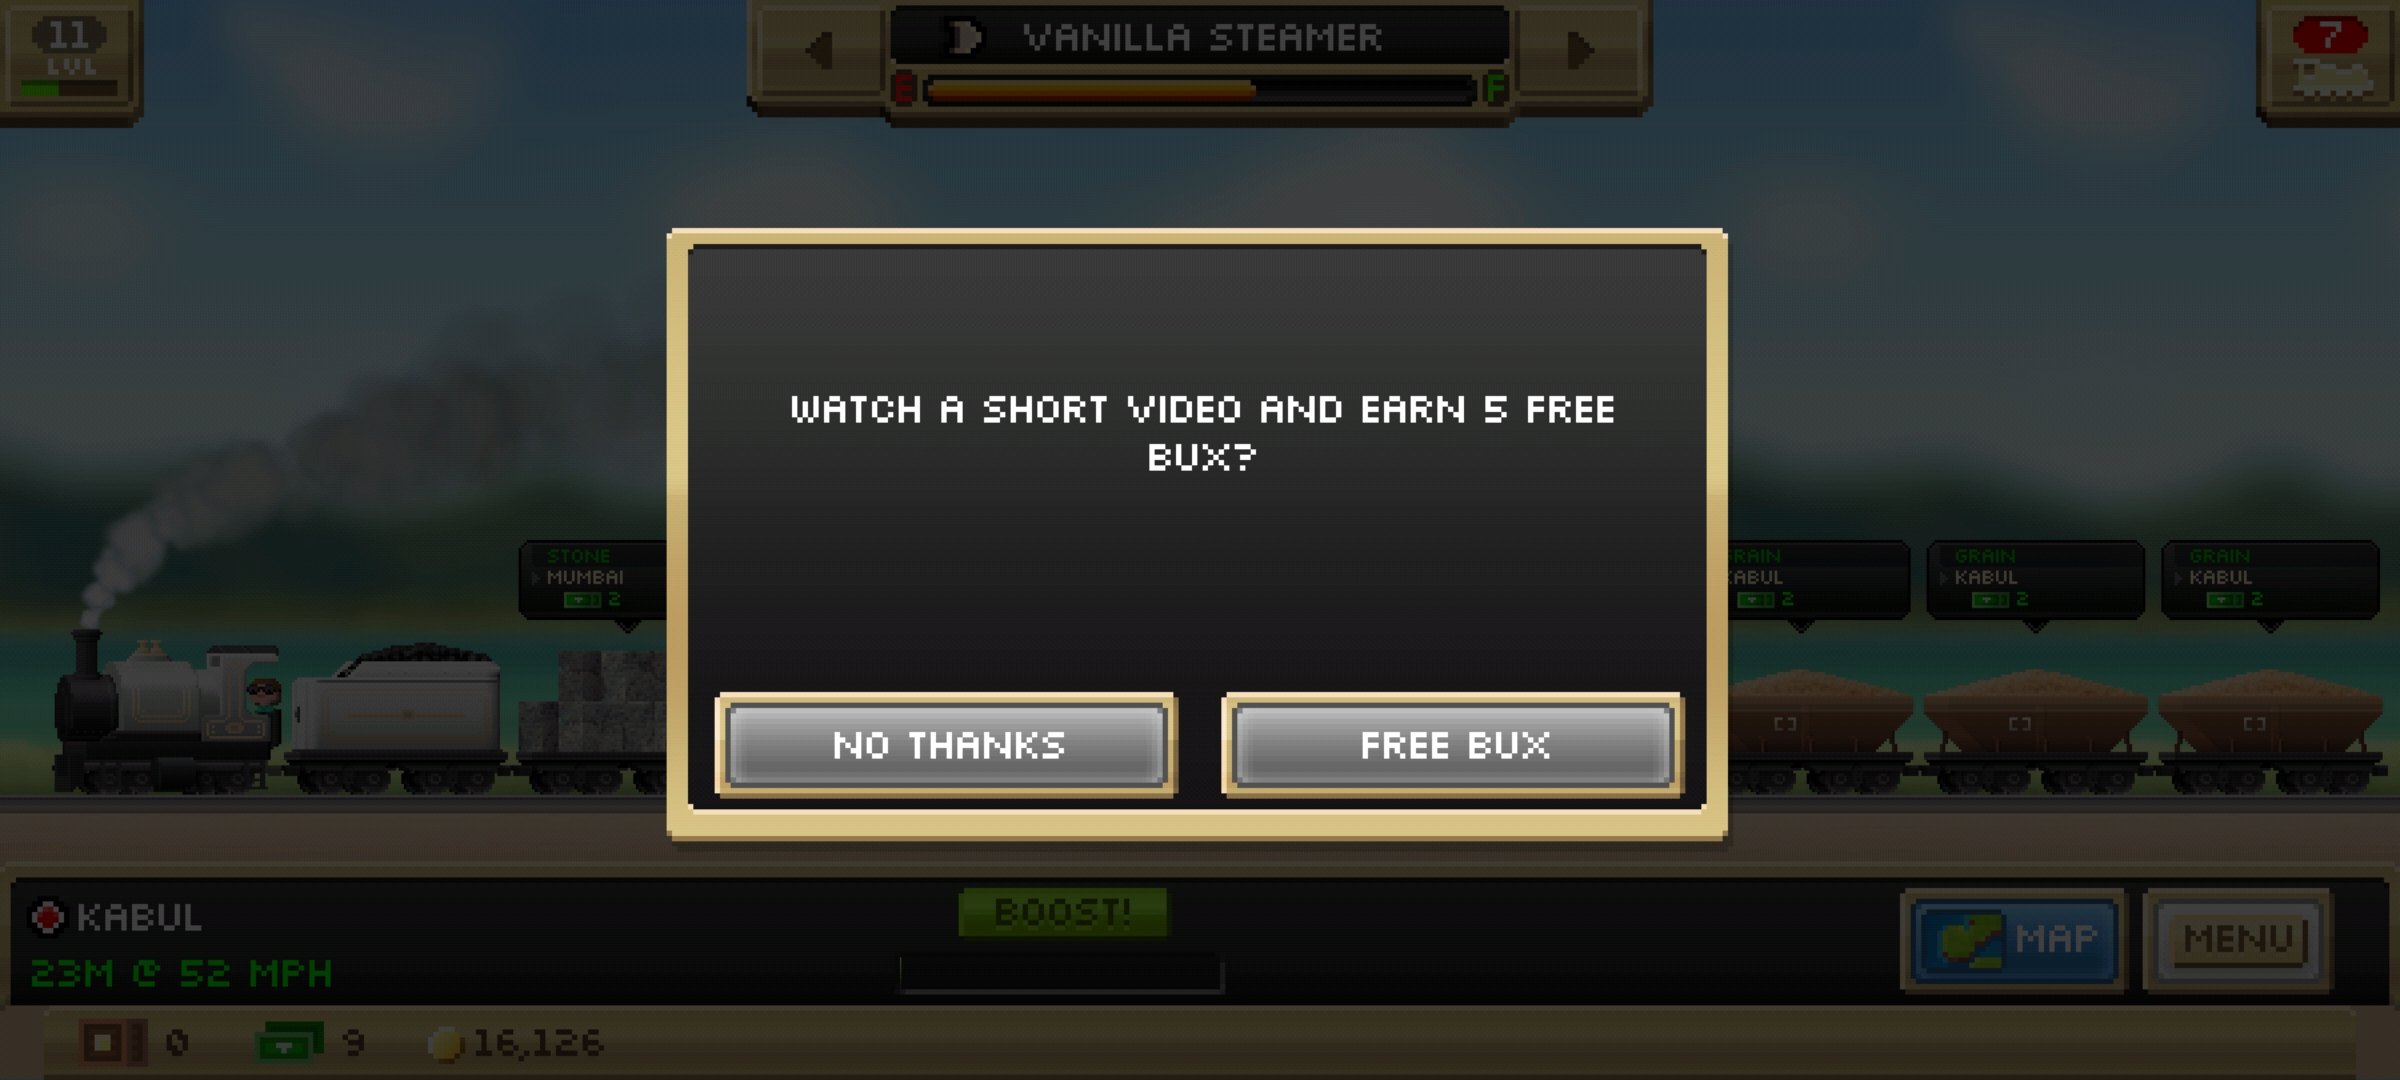 11
LVL
VANILLA STEAMER
E
F
7
WATCH A SHORT VIDEO AND EARN 5 FREE
BUX?
NO THANKS
FREE BUX
STONE
MUMBAI
2
GRAIN
KABUL
2
GRAIN
KABUL
2
GRAIN
KABUL
2
KABUL
23M @ 52 MPH
BOOST!
MAP
MENU
0
9
16,126